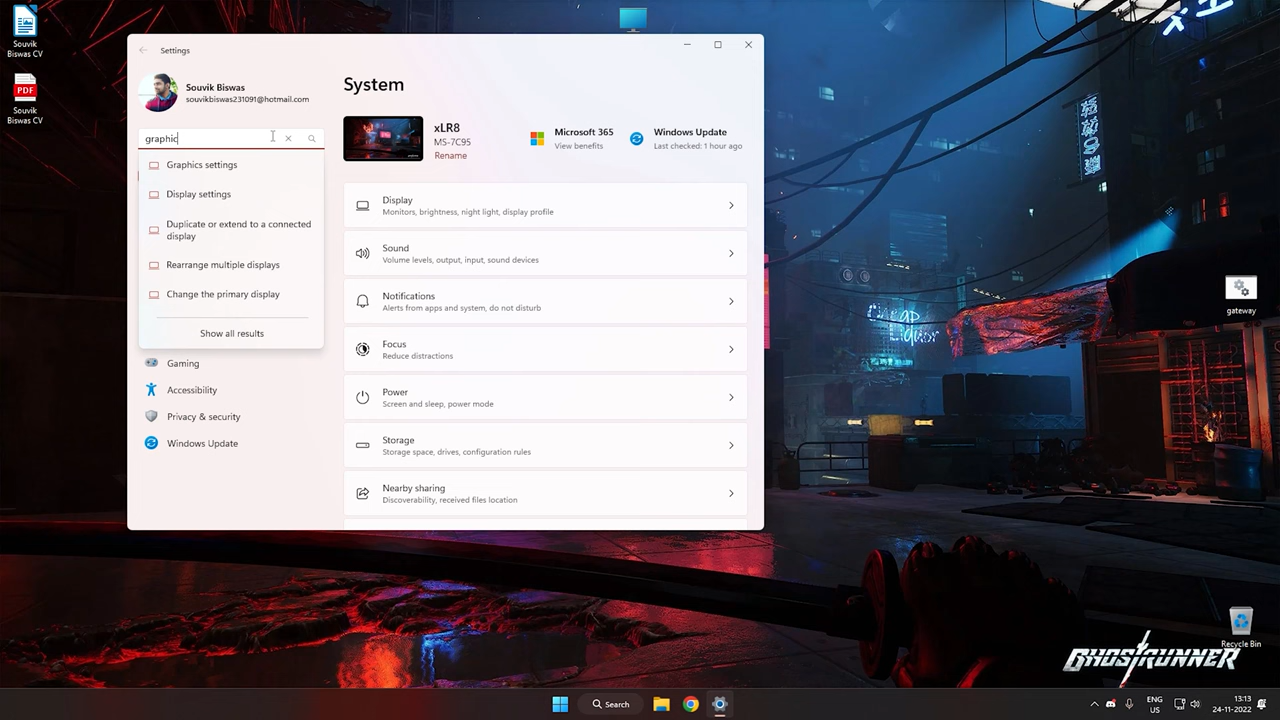 Souvik
Biswas CV
PDF
Souvik
Biswas CV
Settings
Souvik Biswas
souvikbiswas231091@hotmail.com
graphic
Graphics settings
Display settings
Duplicate or extend to a connected
display
Rearrange multiple displays
Change the primary display
Show all results
Gaming
Accessibility
Privacy & security
Windows Update
System
xLR8
MS-7C95
Rename
Microsoft 365
View benefits
Windows Update
Last checked: 1 hour ago
Display
Monitors, brightness, night light, display profile
Sound
Volume levels, output, input, sound devices
Notifications
Alerts from apps and system, do not disturb
Focus
Reduce distractions
Power
Screen and sleep, power mode
Storage
Storage space, drives, configuration rules
Nearby sharing
Discoverability, received files location
gateway
Recycle Bin
GHOSTRUNNER
Search
ENG
US
13:13
24-11-2022